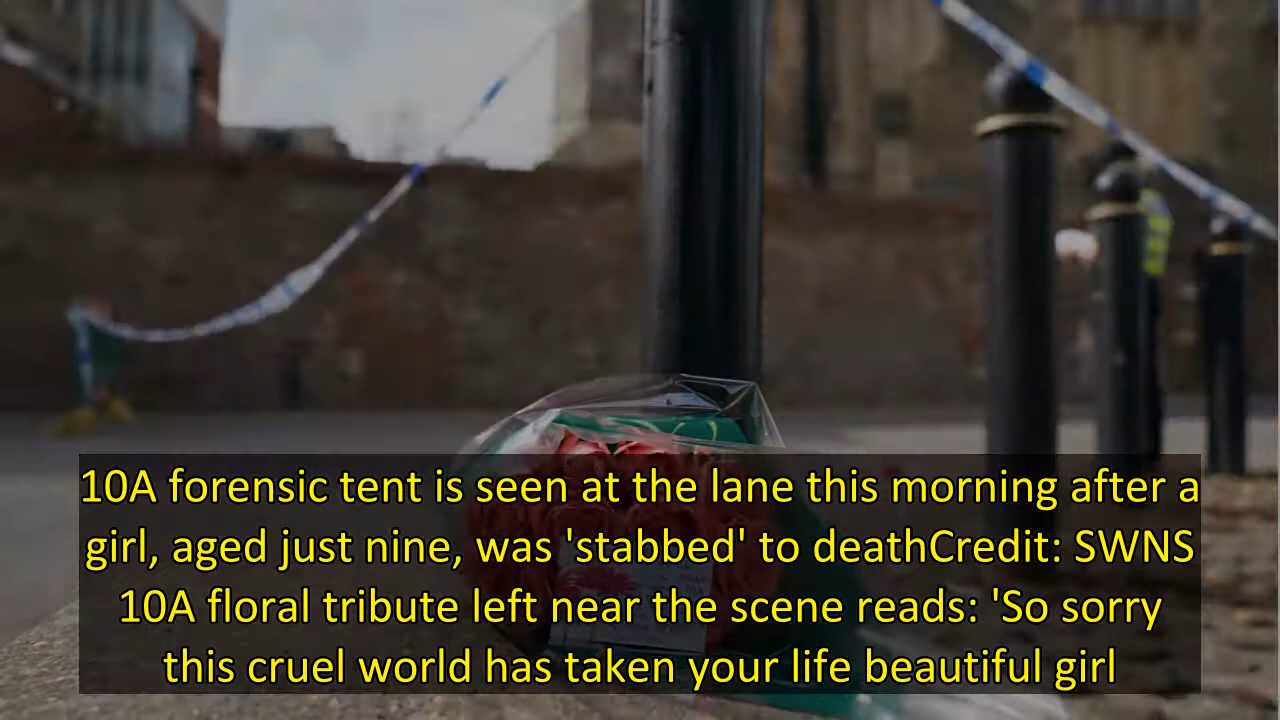 10A forensic tent is seen at the lane this morning after a
girl, aged just nine, was 'stabbed' to deathCredit: SWNS
10A floral tribute left near the scene reads: 'So sorry
this cruel world has taken your life beautiful girl